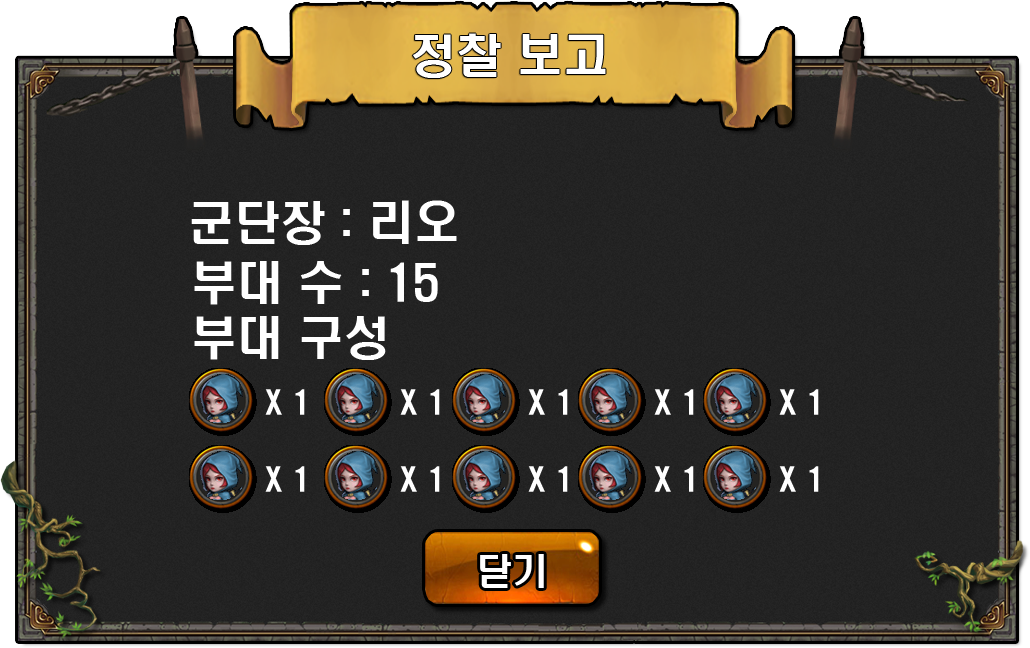 정찰 보고
군단장 : 리오
부대 수 : 15
부대 구성
X 1 X 1 X 1 X 1 X 1
X 1 X 1 X 1 X 1 X 1
닫기